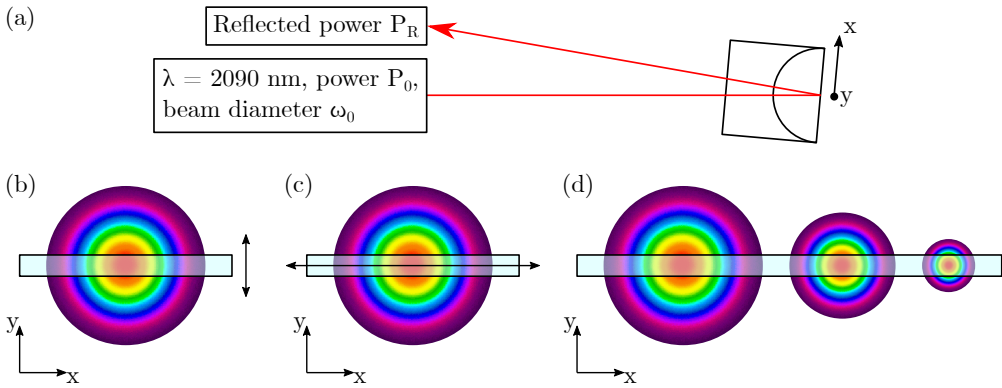 (a)
Reflected power P_R
λ = 2090 nm, power P_0,
beam diameter ω_0
x
y
(b)
(c)
(d)
y
x
y
x
y
x